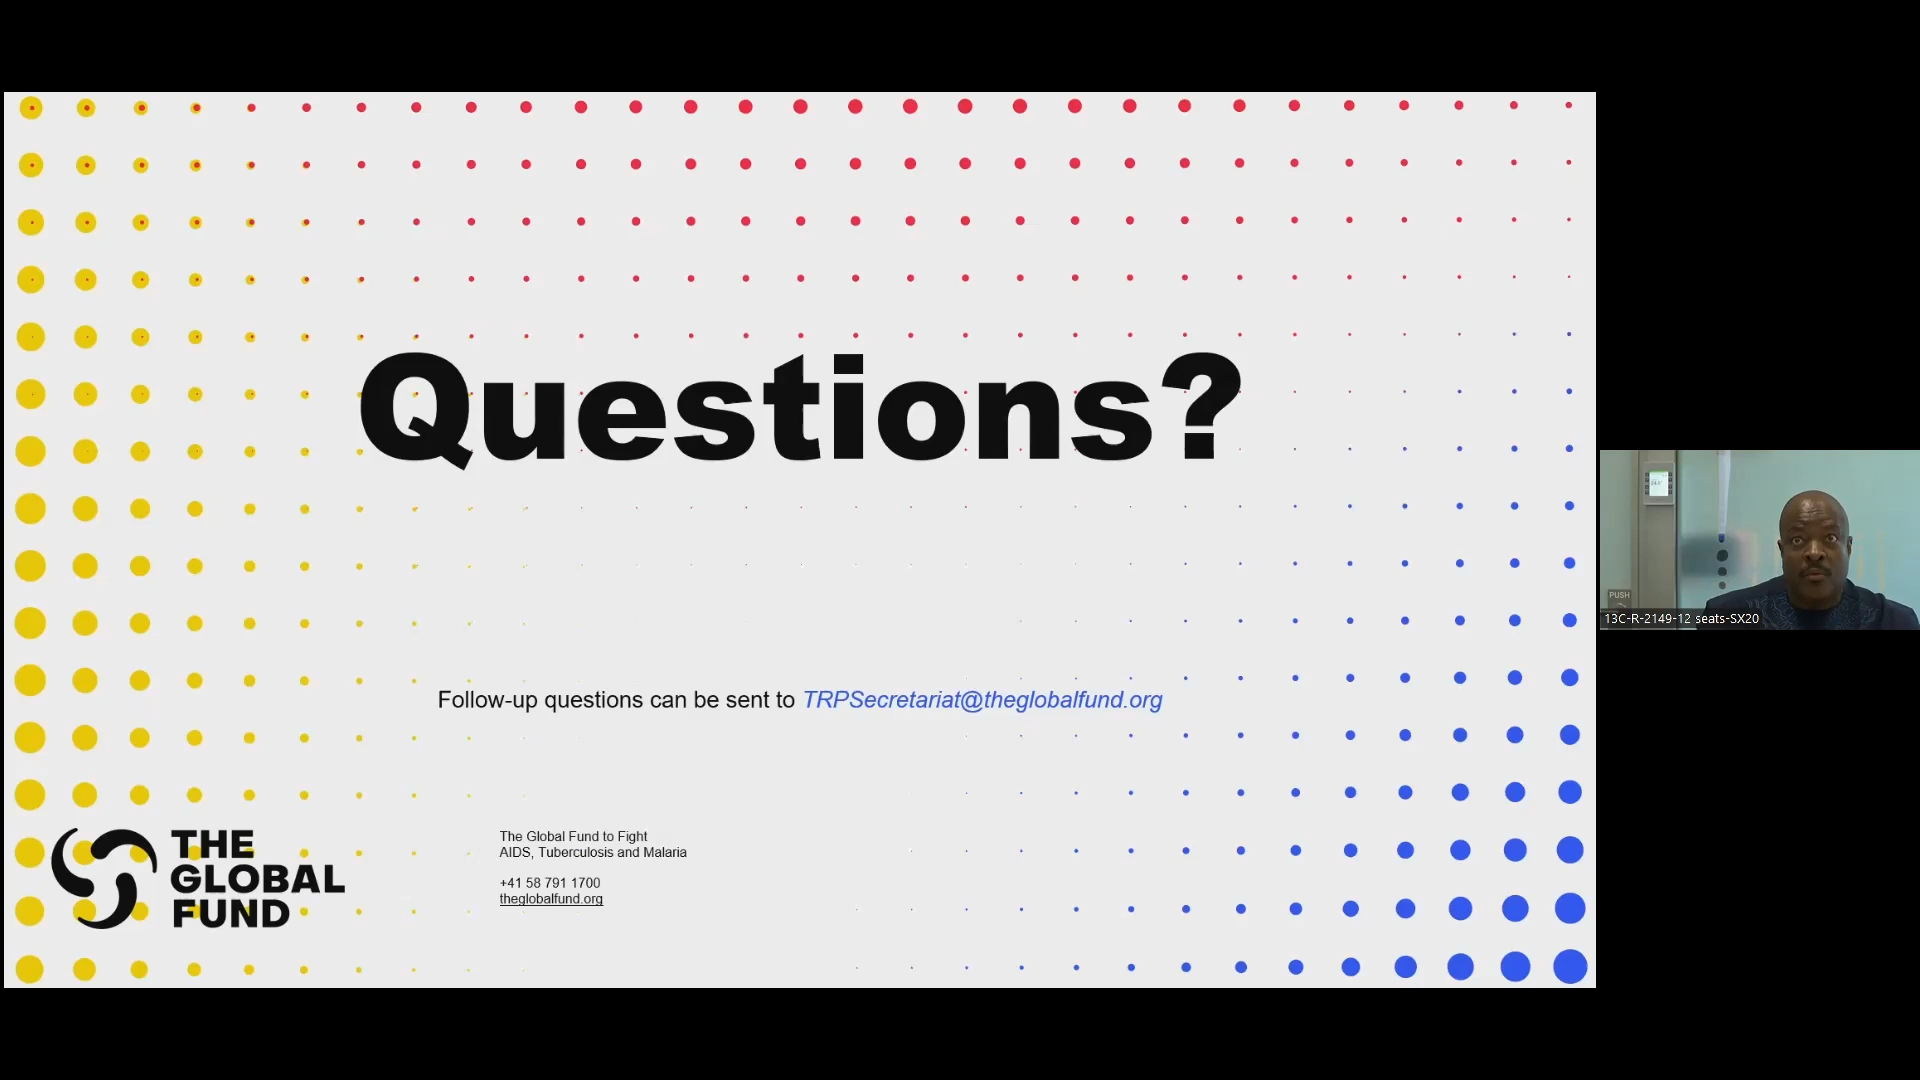 Questions?
Follow-up questions can be sent to TRPSecretariat@theglobalfund.org
THE
GLOBAL
FUND
The Global Fund to Fight
AIDS, Tuberculosis and Malaria
+41 58 791 1700
theglobalfund.org
PUSH
13C-R-2149-12 seats-SX20